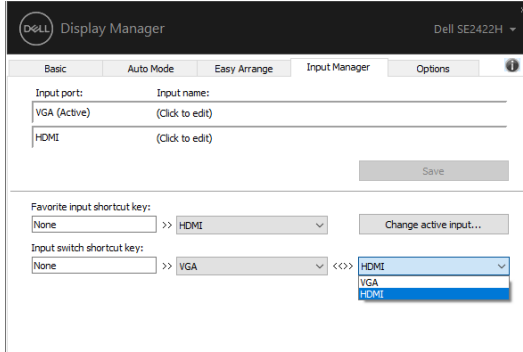 DELL Display Manager Dell SE2422H
Basic Auto Mode Easy Arrange Input Manager Options
Input port: Input name:
VGA (Active) (Click to edit)
HDMI (Click to edit)
Save
Favorite input shortcut key:
None >> HDMI Change active input...
Input switch shortcut key:
None >> VGA <<>> HDMI
VGA
HDMI